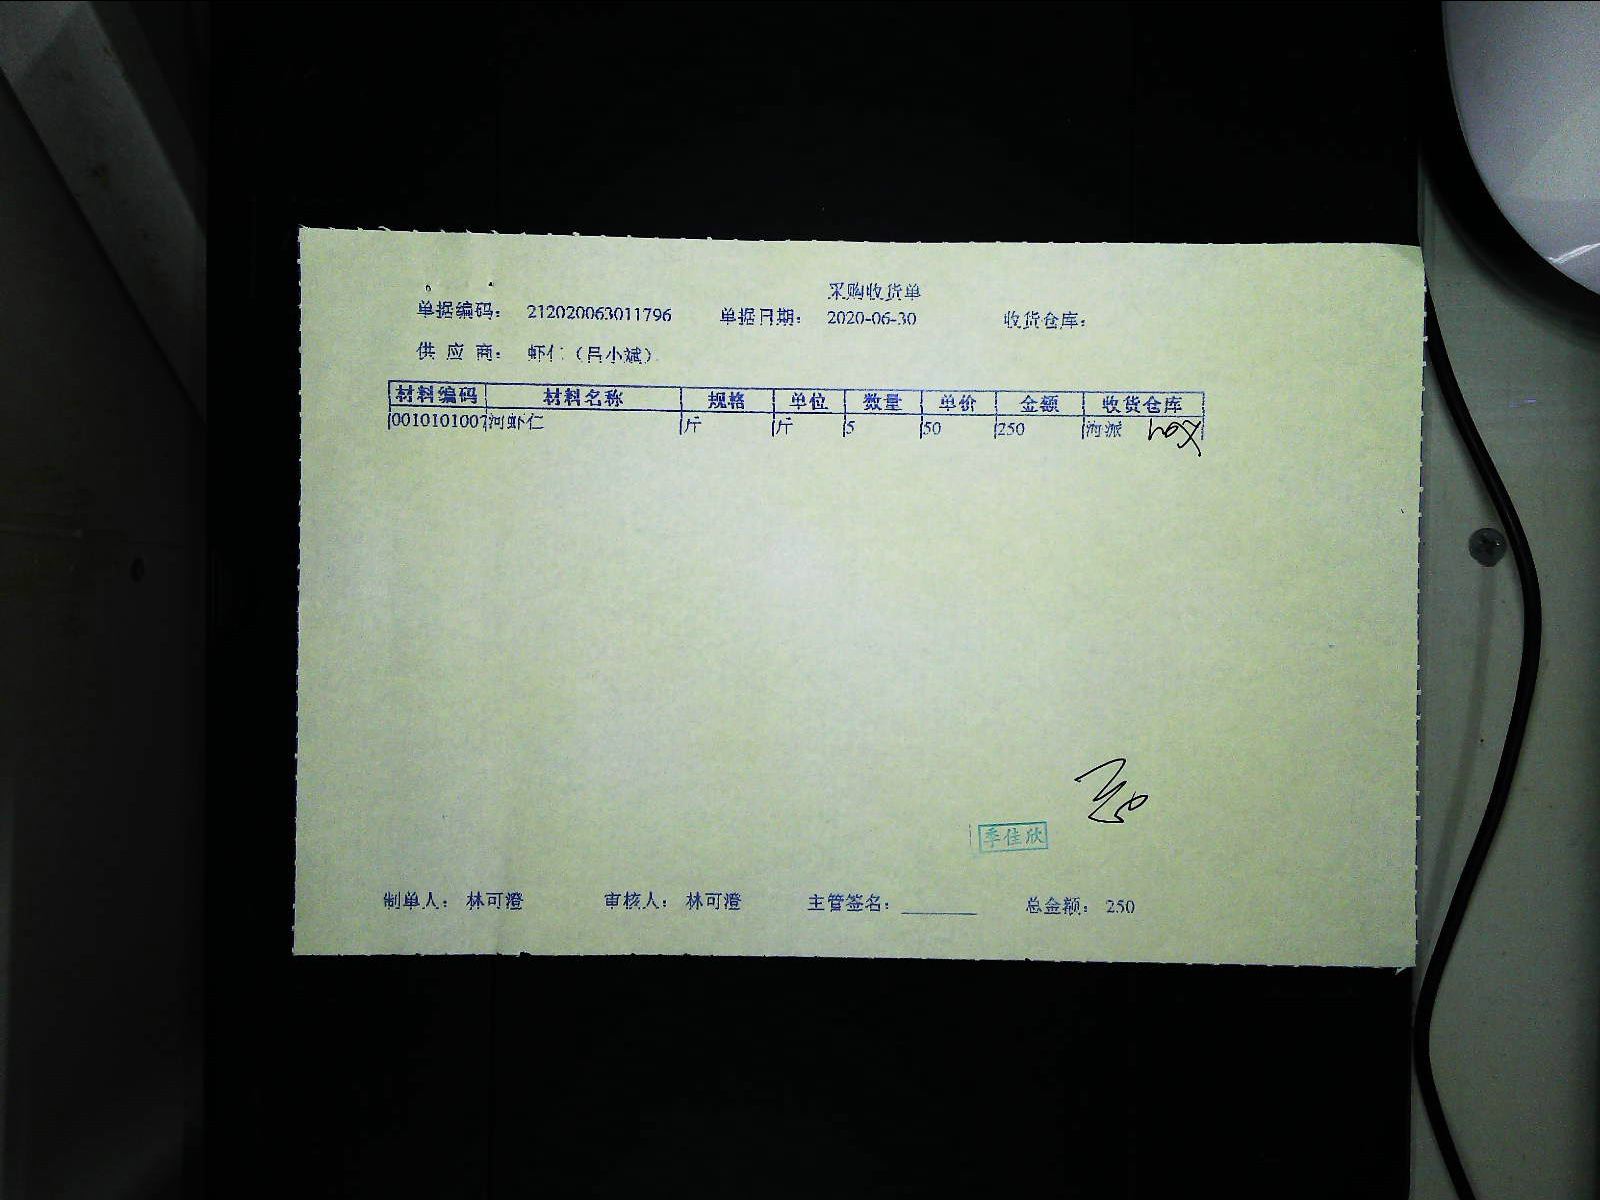 采购收货单
单据编码： 212020063011796 单据日期： 2020-06-30 收货仓库：
供 应 商： 虾仁（吕小斌）
材料编码 材料名称 规格 单位 数量 单价 金额 收货仓库
0010101007 河虾仁 斤 斤 5 50 250 海派
季佳欣
制单人： 林可澄 审核人： 林可澄 主管签名： 总金额： 250